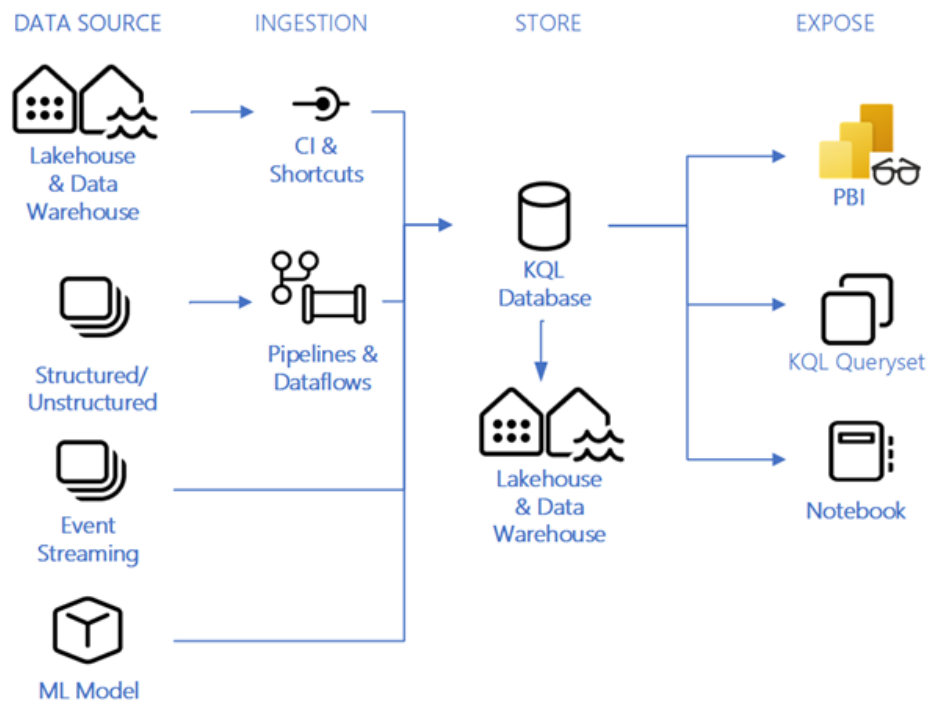 DATA SOURCE
INGESTION
STORE
EXPOSE
Lakehouse
& Data
Warehouse
CI &
Shortcuts
PBI
KQL
Database
Structured/
Unstructured
Pipelines &
Dataflows
KQL Queryset
Lakehouse
& Data
Warehouse
Notebook
Event
Streaming
ML Model